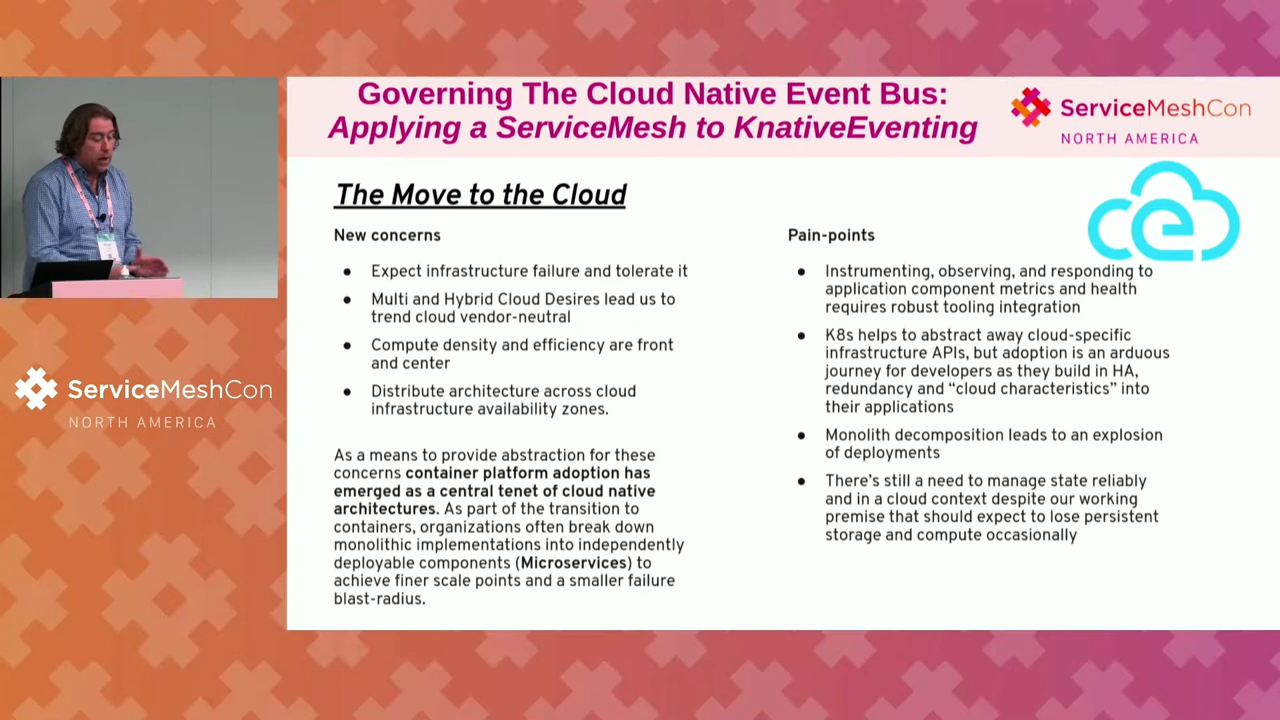 Governing The Cloud Native Event Bus:
Applying a ServiceMesh to KnativeEventing
ServiceMeshCon
NORTH AMERICA
The Move to the Cloud
New concerns
● Expect infrastructure failure and tolerate it
● Multi and Hybrid Cloud Desires lead us to
trend cloud vendor-neutral
● Compute density and efficiency are front
and center
● Distribute architecture across cloud
infrastructure availability zones.
As a means to provide abstraction for these
concerns container platform adoption has
emerged as a central tenet of cloud native
architectures. As part of the transition to
containers, organizations often break down
monolithic implementations into independently
deployable components (Microservices) to
achieve finer scale points and a smaller failure
blast-radius.
Pain-points
● Instrumenting, observing, and responding to
application component metrics and health
requires robust tooling integration
● K8s helps to abstract away cloud-specific
infrastructure APIs, but adoption is an arduous
journey for developers as they build in HA,
redundancy and “cloud characteristics” into
their applications
● Monolith decomposition leads to an explosion
of deployments
● There’s still a need to manage state reliably
and in a cloud context despite our working
premise that should expect to lose persistent
storage and compute occasionally
ServiceMeshCon
NORTH AMERICA